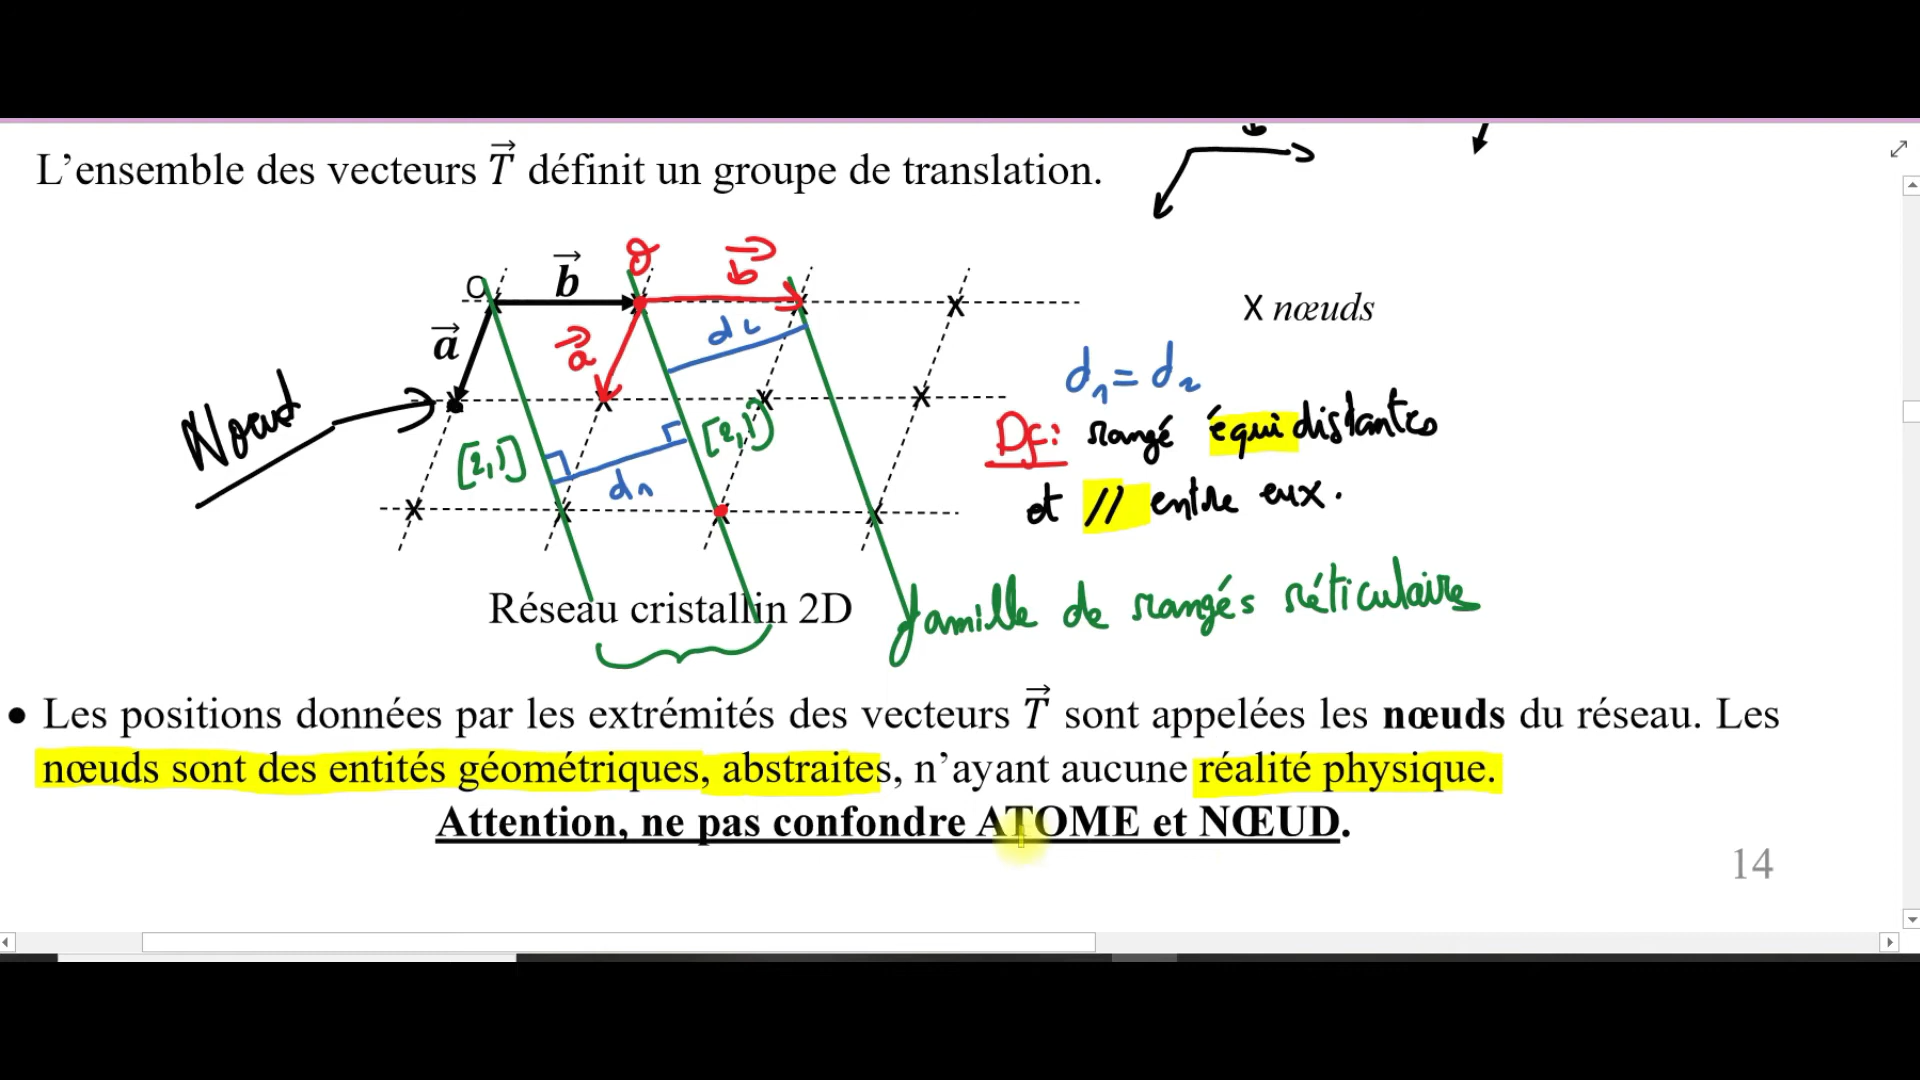 L’ensemble des vecteurs T⃗ définit un groupe de translation.
O b⃗ O b⃗
a⃗ a⃗ d2
X nœuds
d1 = d2
Nœud
[2,1] [2,1]
d1
Df: rangé équidistantes
et // entre eux.
Réseau cristallin 2D
famille de rangés réticulaire
• Les positions données par les extrémités des vecteurs T⃗ sont appelées les nœuds du réseau. Les
nœuds sont des entités géométriques, abstraites, n’ayant aucune réalité physique.
Attention, ne pas confondre ATOME et NŒUD.
14